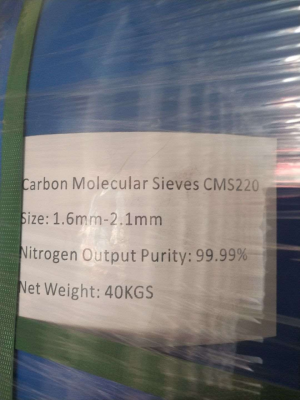 Carbon Molecular Sieves CMS220
Size: 1.6mm-2.1mm
Nitrogen Output Purity: 99.99%
Net Weight: 40KGS